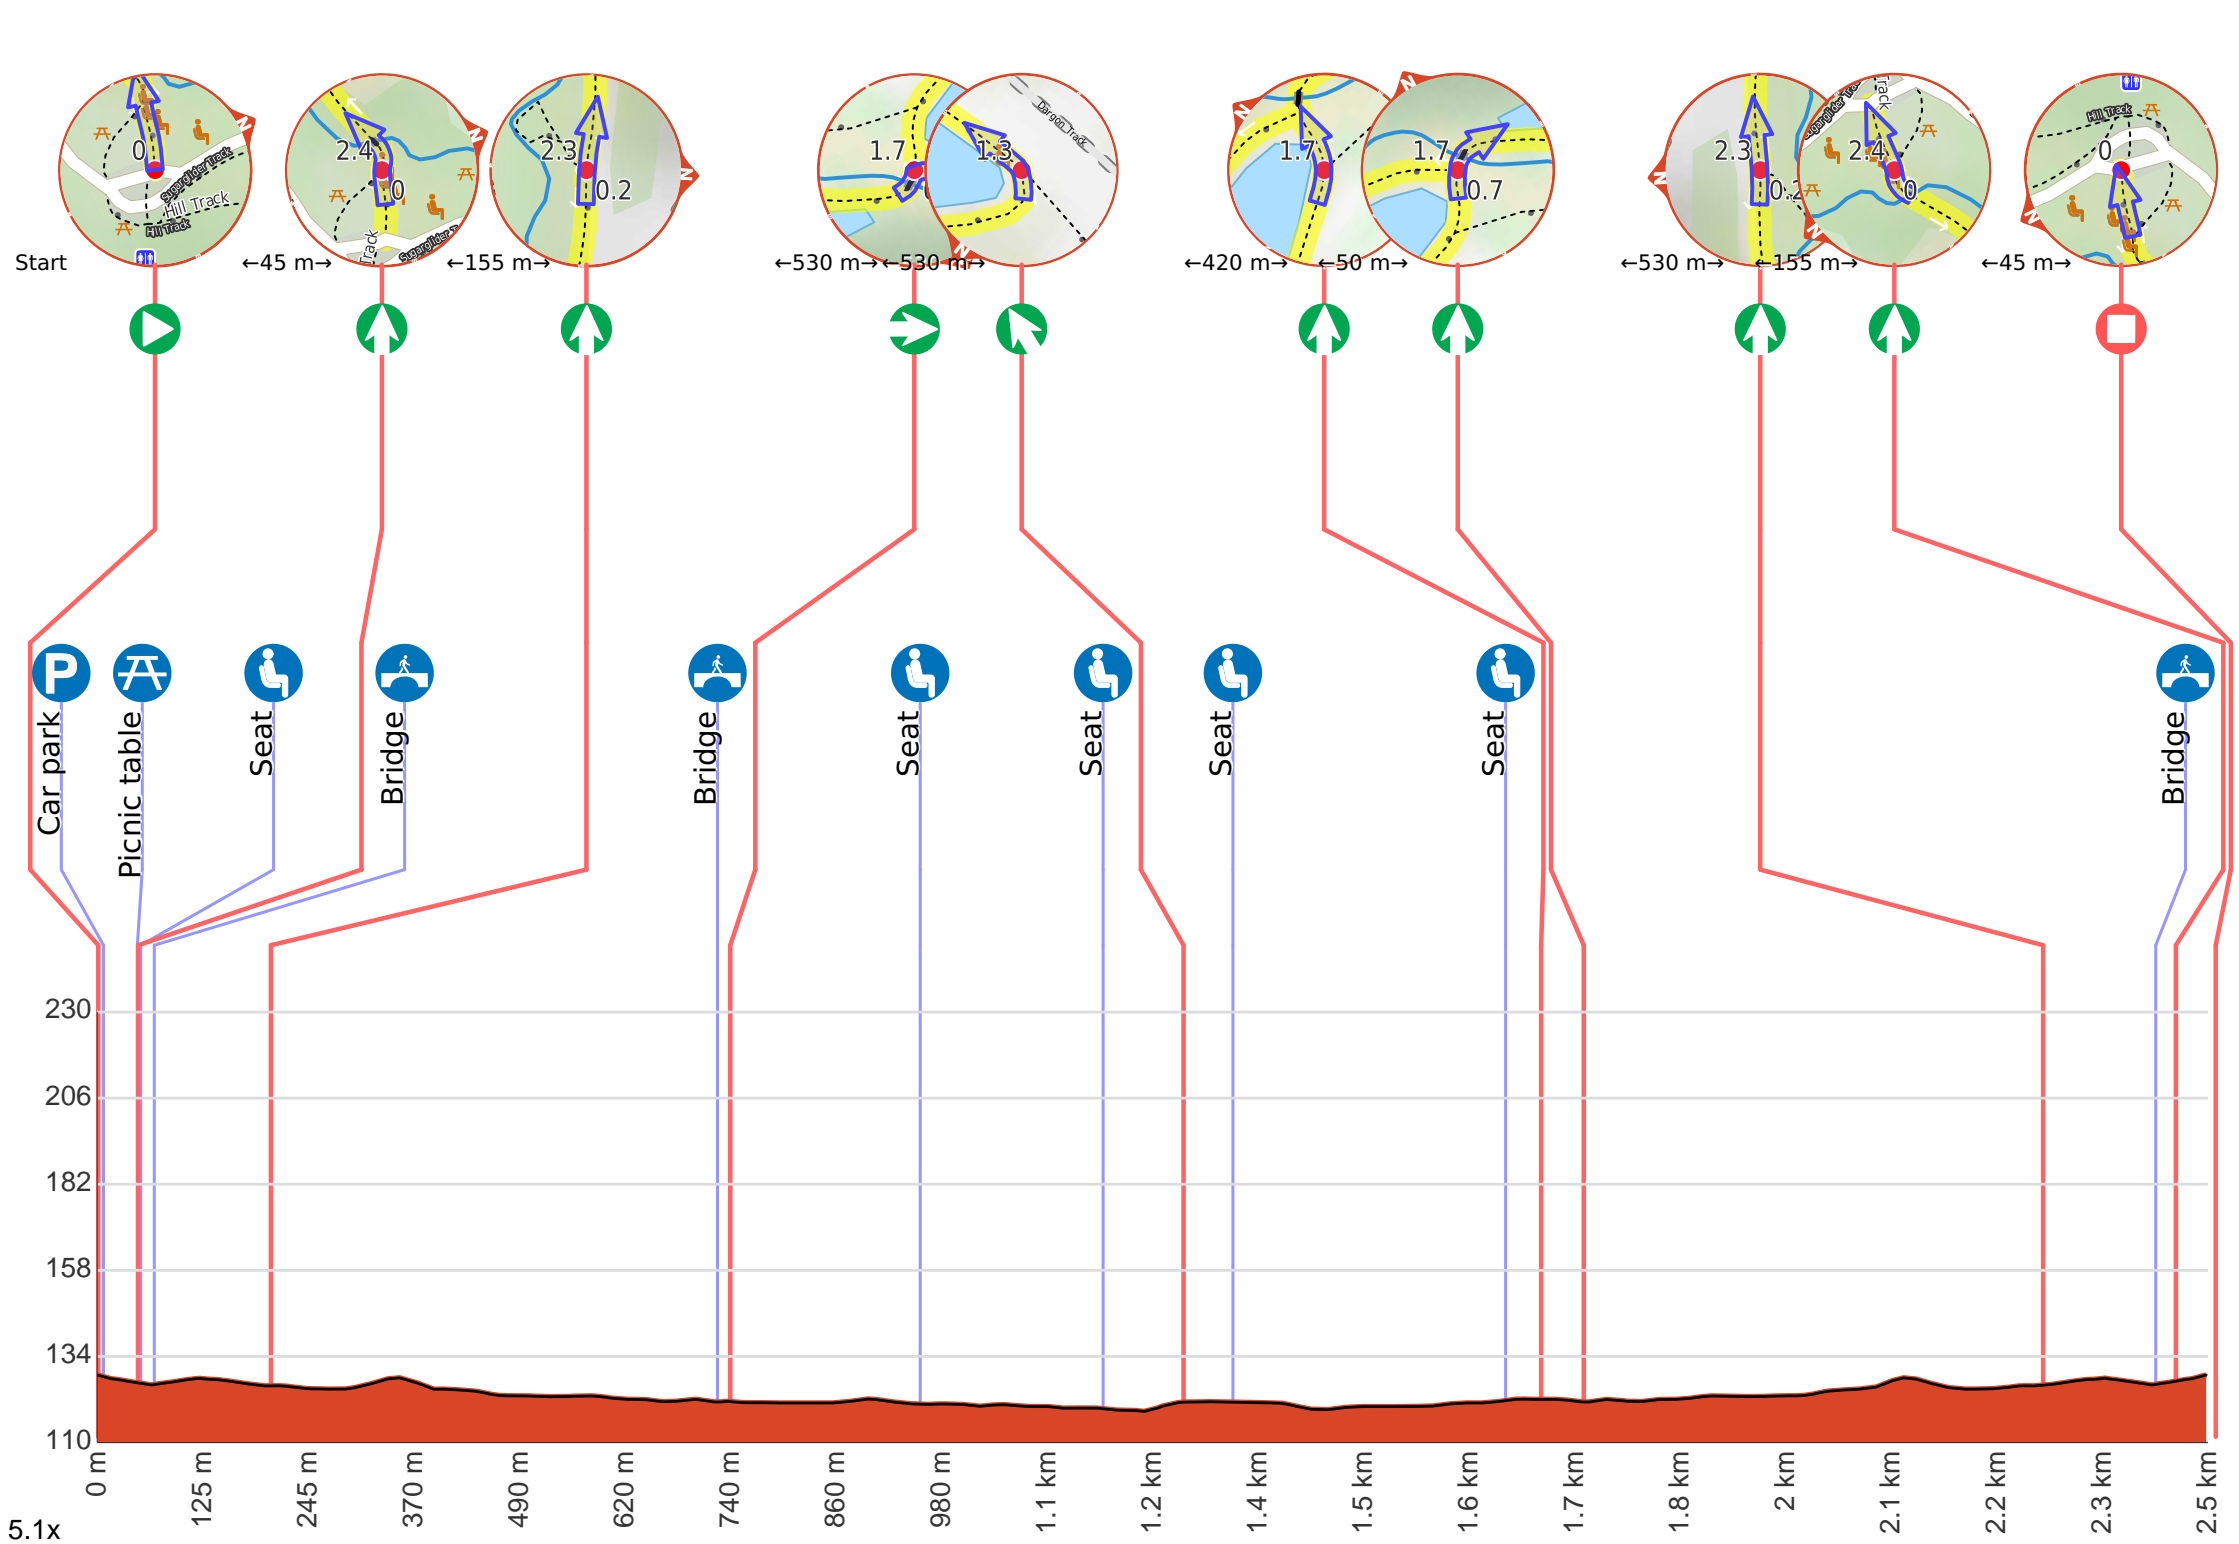 0
Sugarglider Track
Hill Track
Hill Track
N
2.4
0
Track
N
2.3
0.2
N
1.7
1.3
Dargon Track
N
1.7
N
1.7
0.7
N
2.3
0.2
N
Track
2.4
0
N
Hill Track
0
N
Start
←45 m→
←155 m→
←530 m→
←530 m→
←420 m→
←50 m→
←530 m→
←155 m→
←45 m→
P
Car park
Picnic table
Seat
Bridge
Bridge
Seat
Seat
Seat
Seat
Bridge
230
206
182
158
134
110
0 m
125 m
245 m
370 m
490 m
620 m
740 m
860 m
980 m
1.1 km
1.2 km
1.4 km
1.5 km
1.6 km
1.7 km
1.8 km
2 km
2.1 km
2.2 km
2.3 km
2.5 km
5.1x